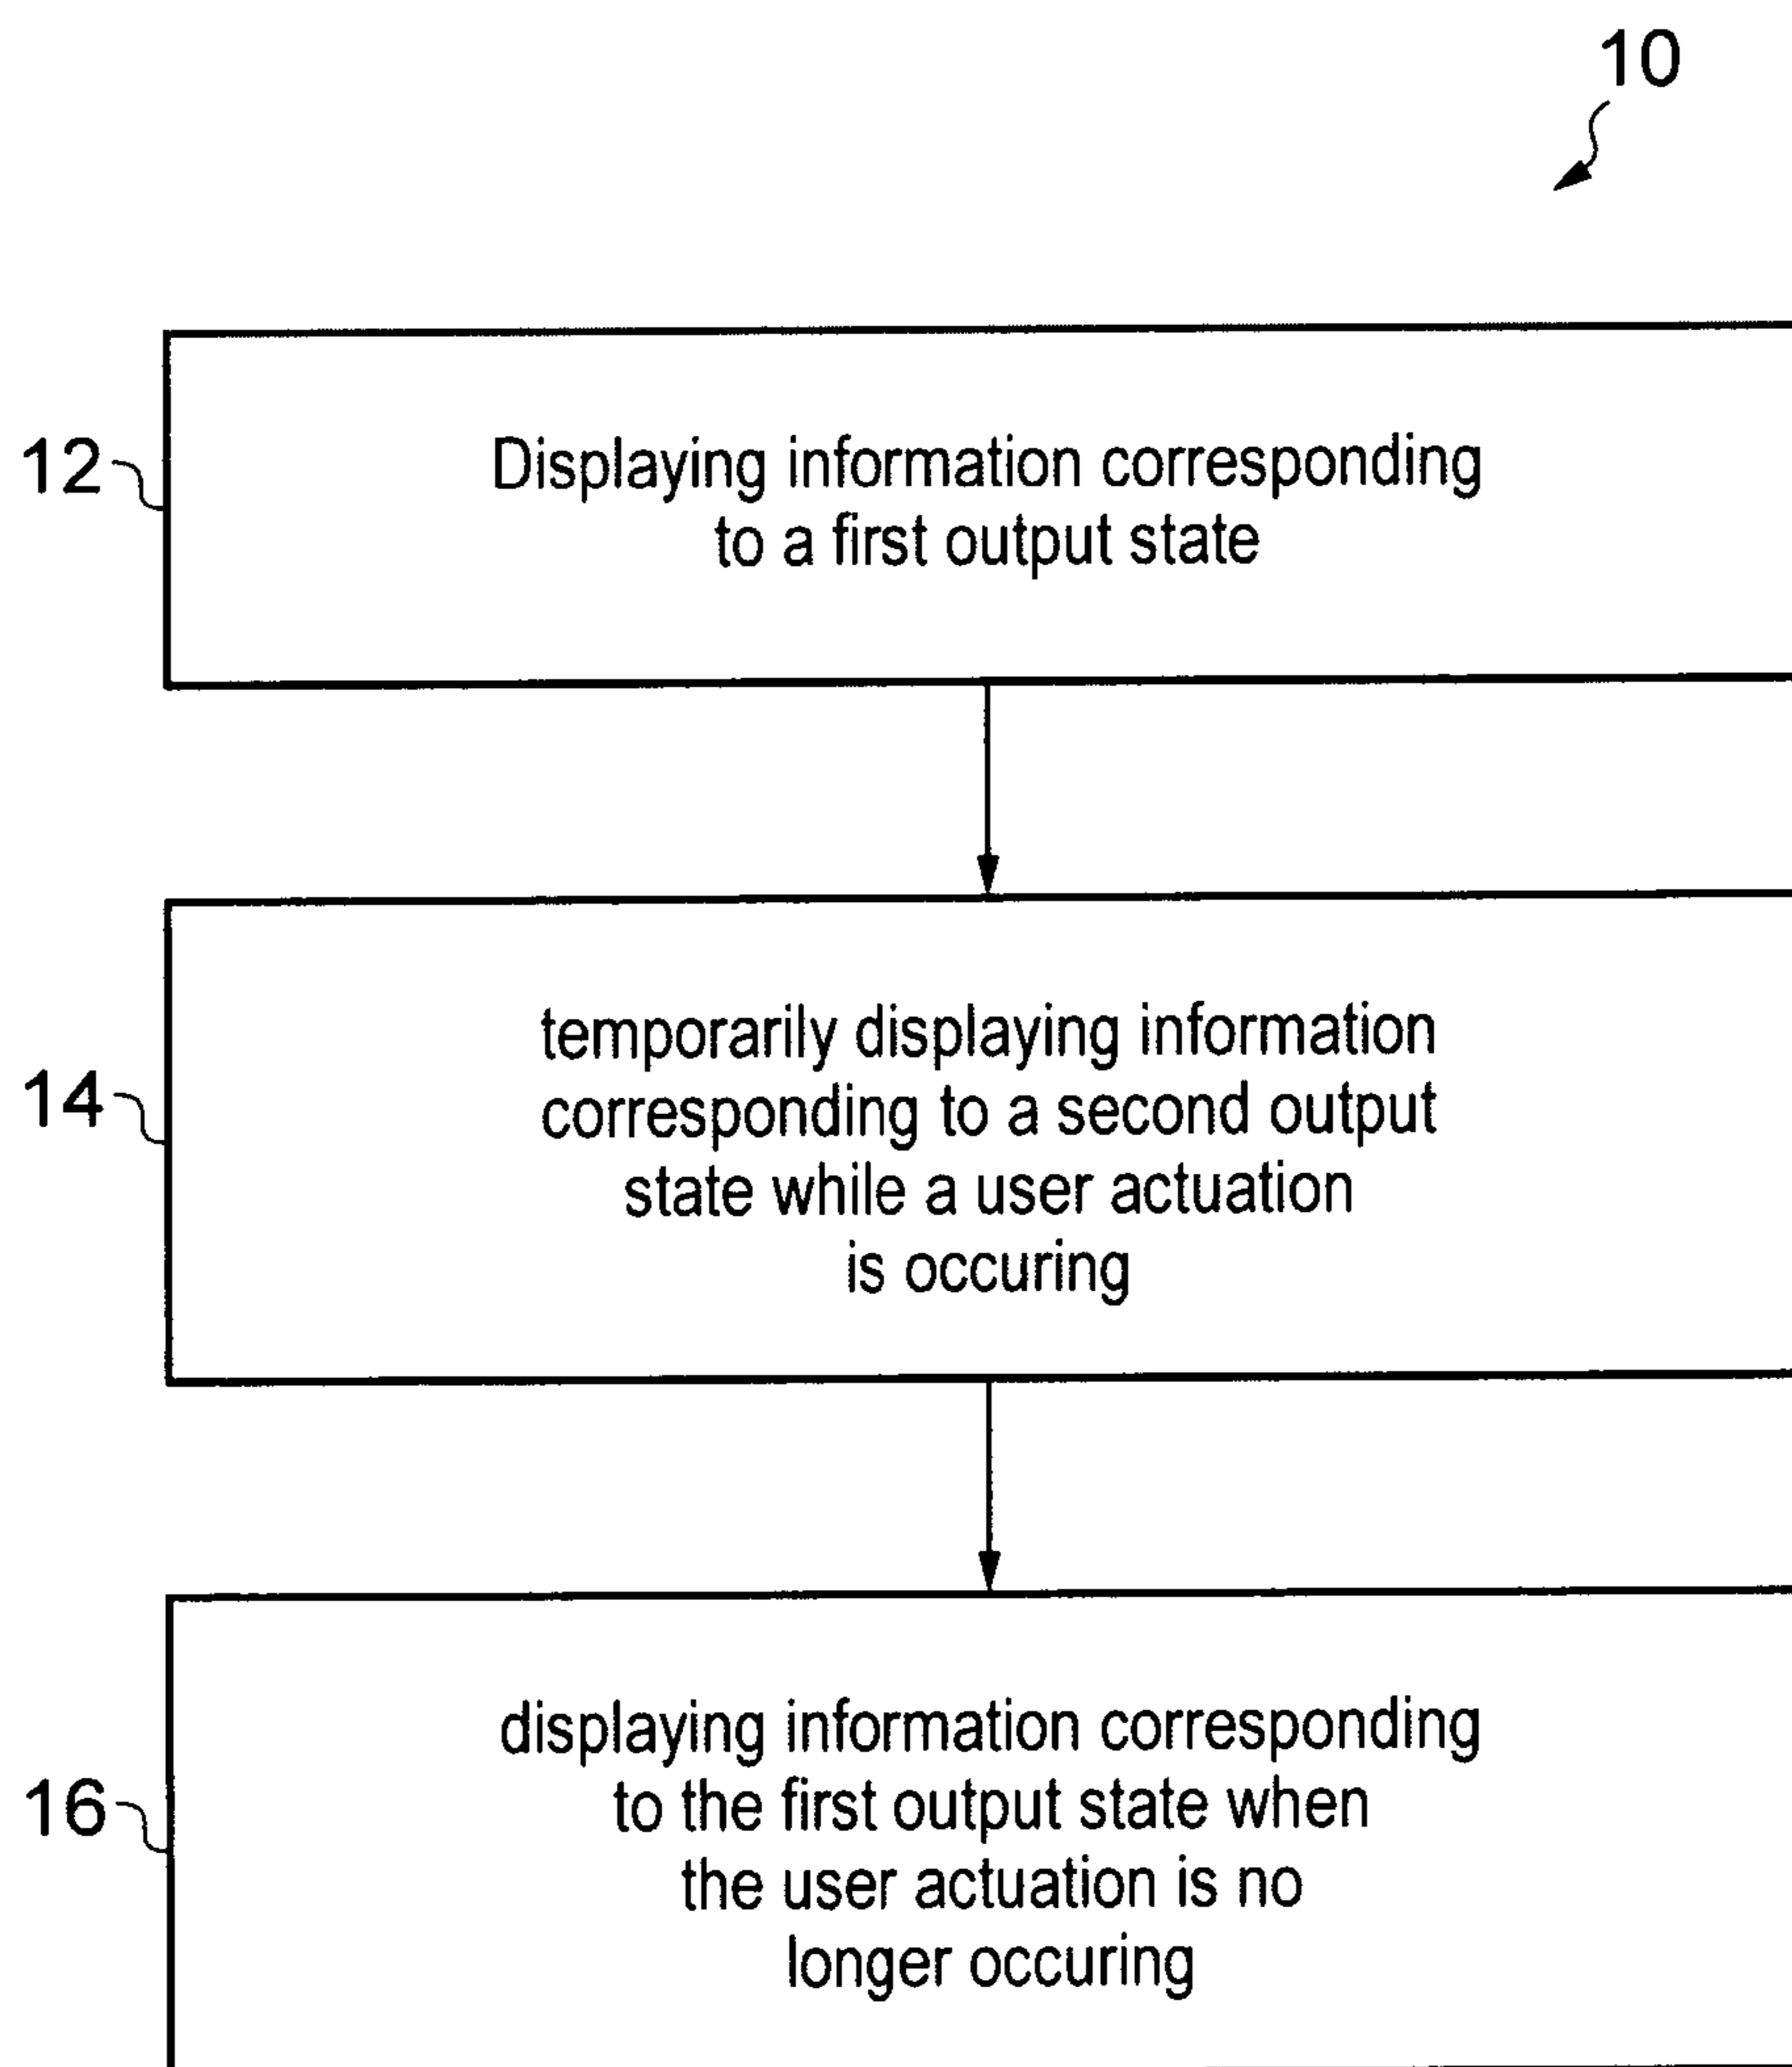 10
12
Displaying information corresponding
to a first output state
14
temporarily displaying information
corresponding to a second output
state while a user actuation
is occuring
16
displaying information corresponding
to the first output state when
the user actuation is no
longer occuring